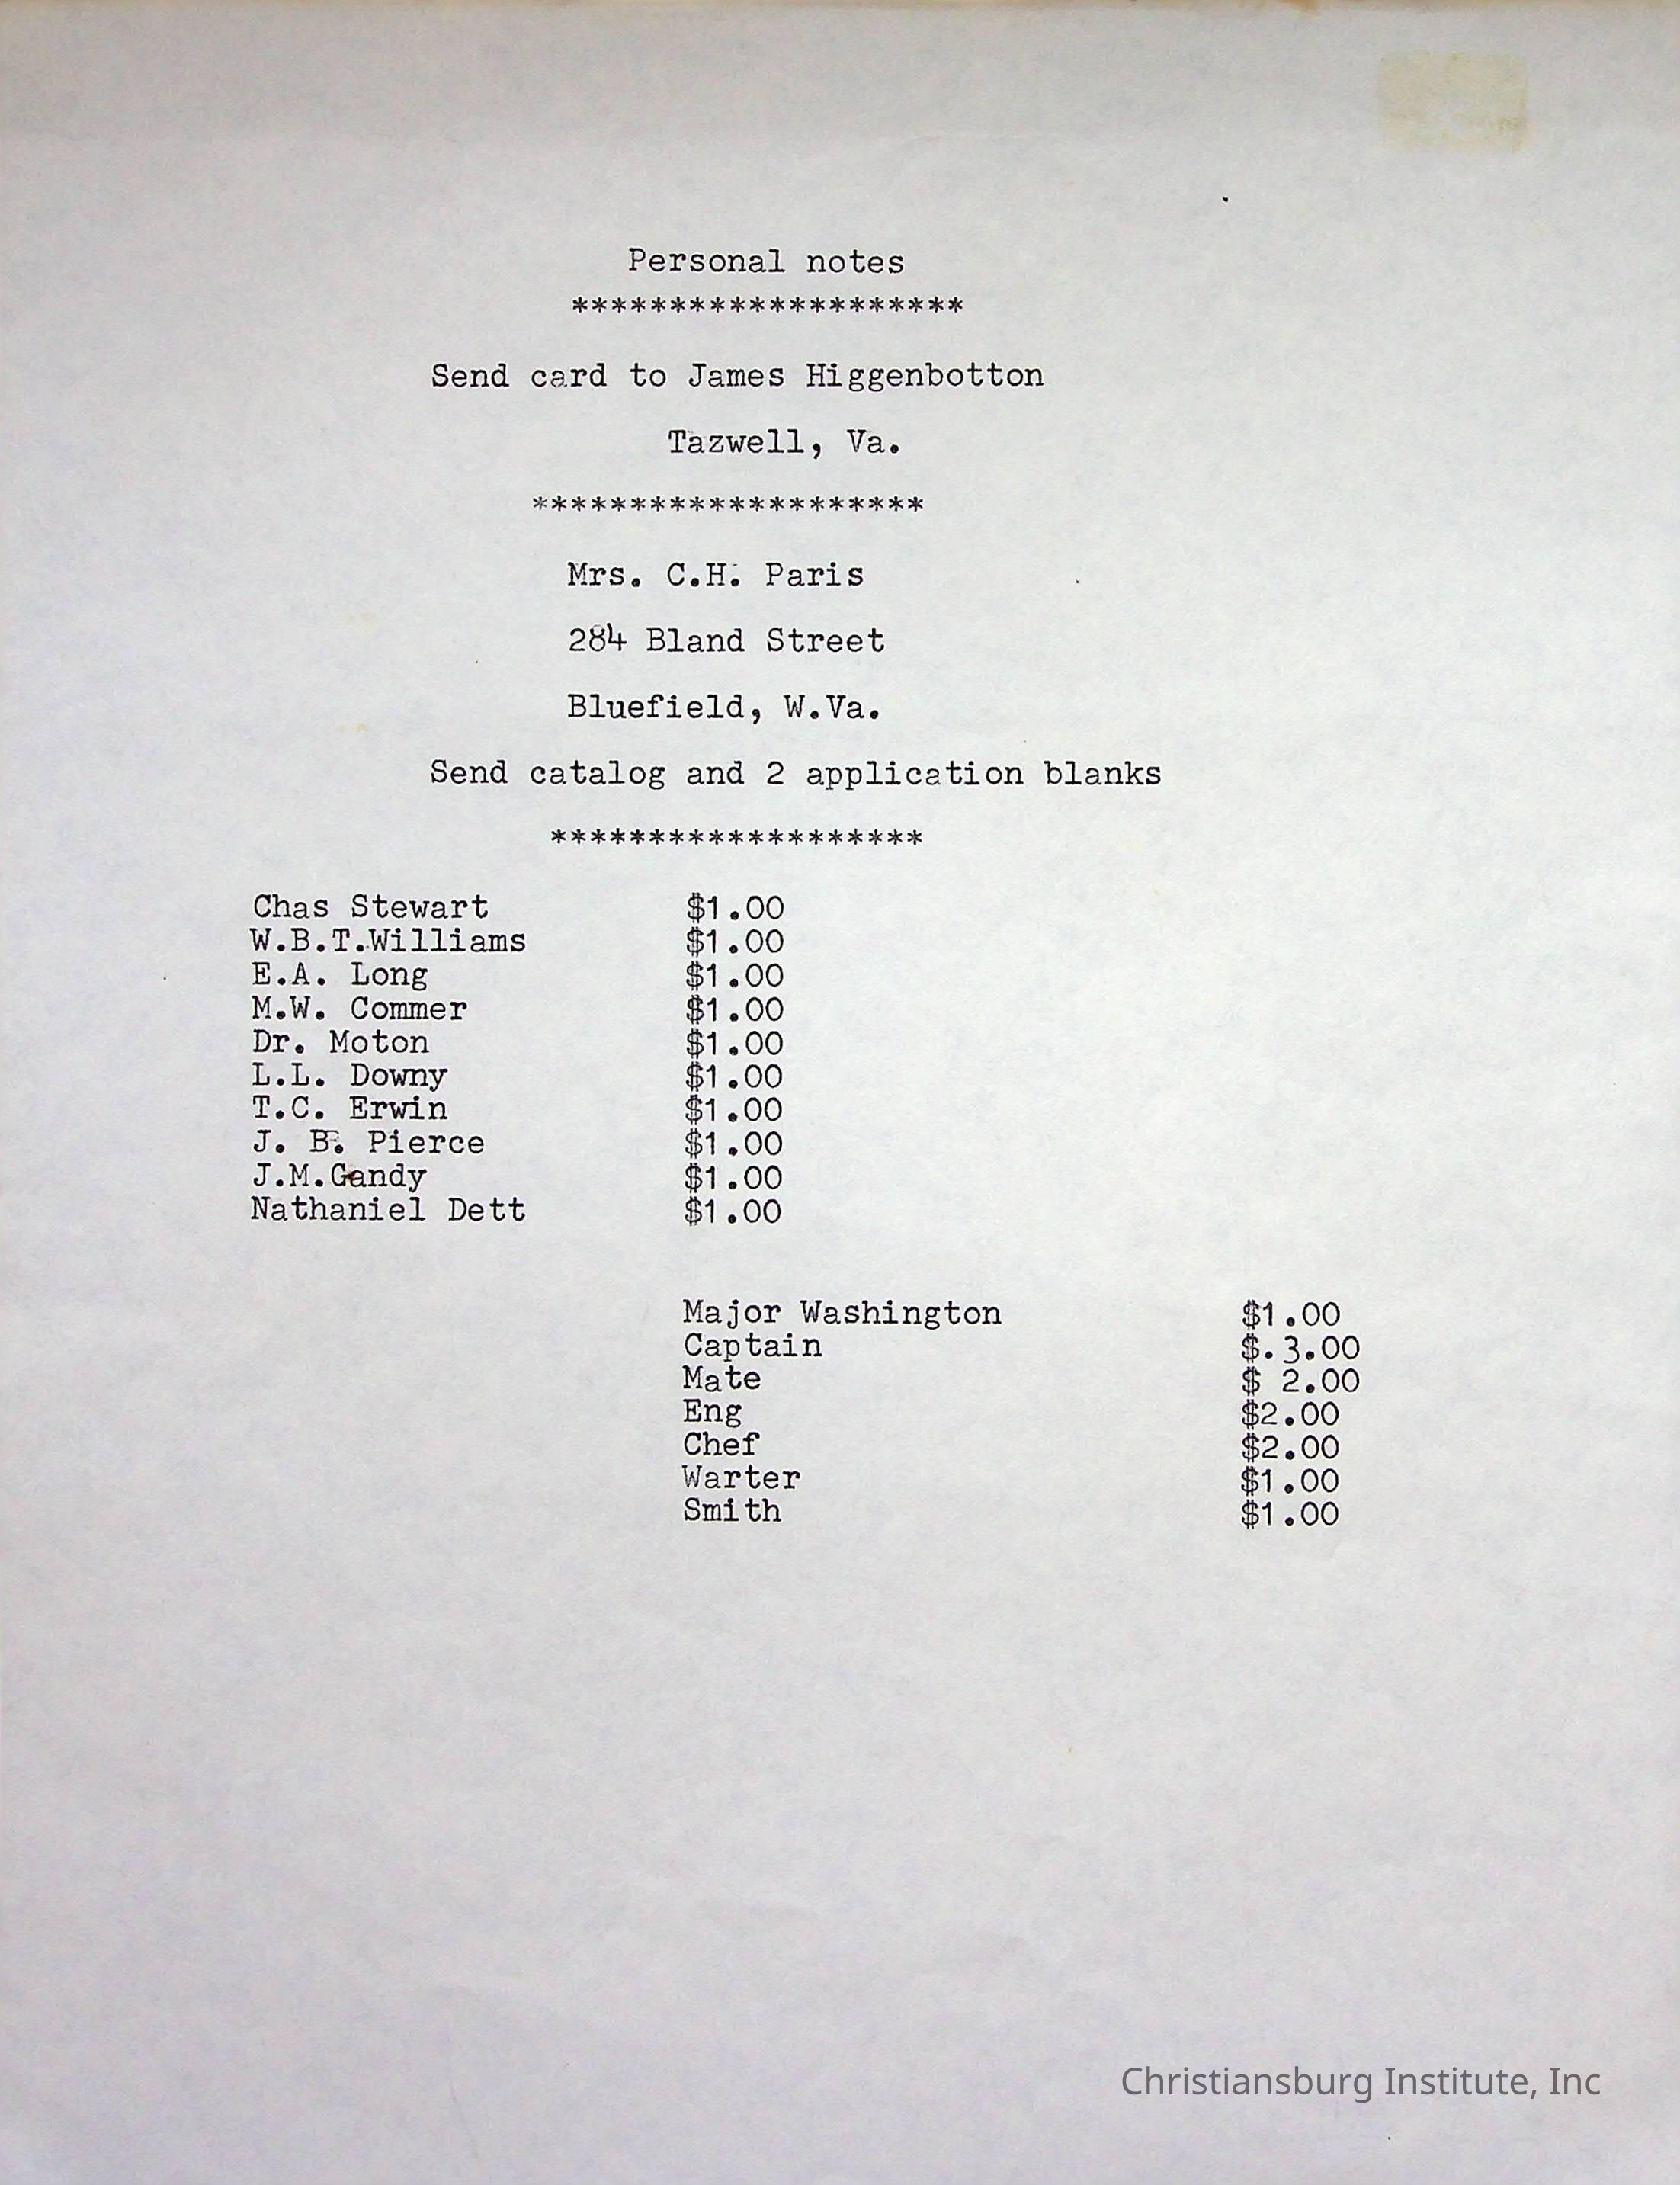 Personal notes
********************
Send card to James Higgenbotton
Tazwell, Va.
********************
Mrs. C.H. Paris
284 Bland Street
Bluefield, W.Va.
Send catalog and 2 application blanks
*******************
Chas Stewart $1.00
W.B.T.Williams $1.00
E.A. Long $1.00
M.W. Commer $1.00
Dr. Moton $1.00
L.L. Downy $1.00
T.C. Erwin $1.00
J. B. Pierce $1.00
J.M.Gandy $1.00
Nathaniel Dett $1.00
Major Washington $1.00
Captain $.3.00
Mate $ 2.00
Eng $2.00
Chef $2.00
Warter $1.00
Smith $1.00
Christiansburg Institute, Inc